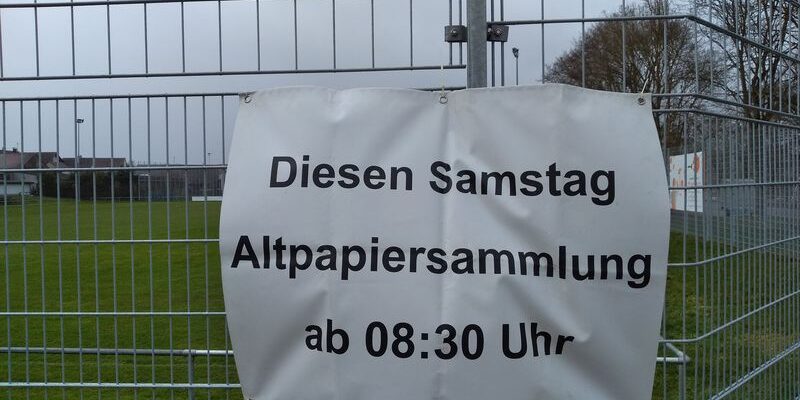 Diesen Samstag
Altpapiersammlung
ab 08:30 Uhr